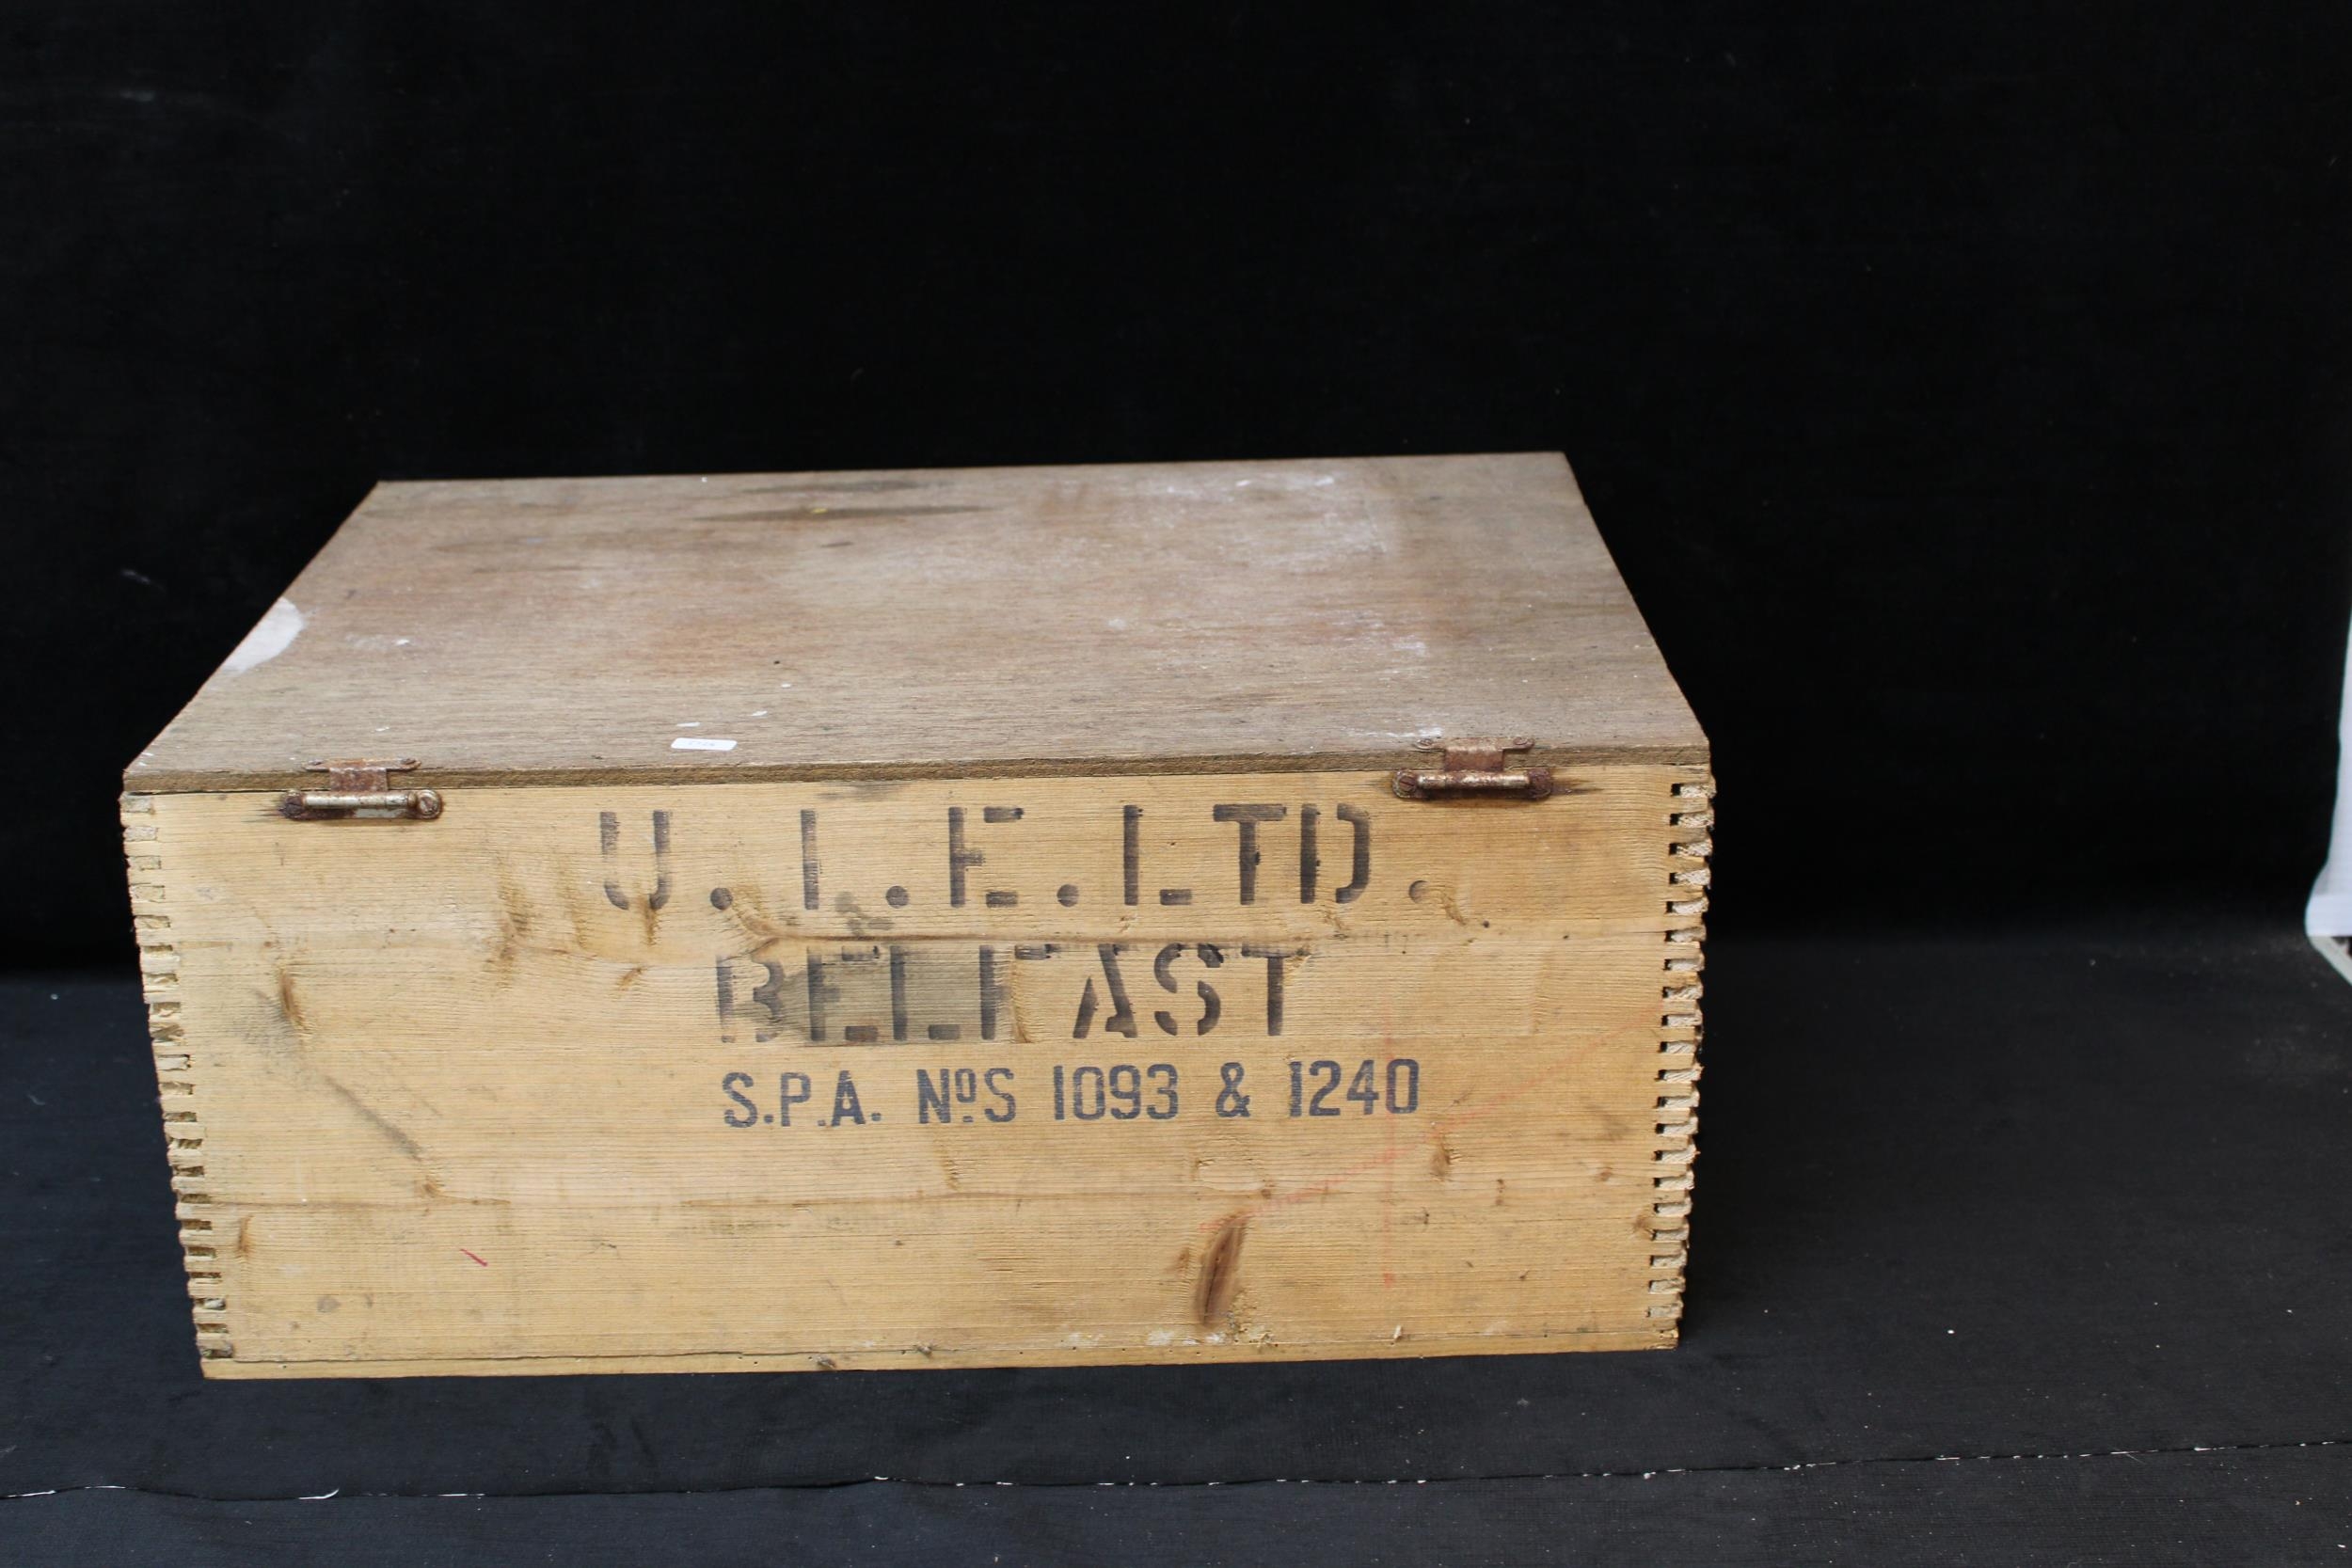 U.I.E.LTD.
BELFAST
S.P.A. NºS 1093 & 1240